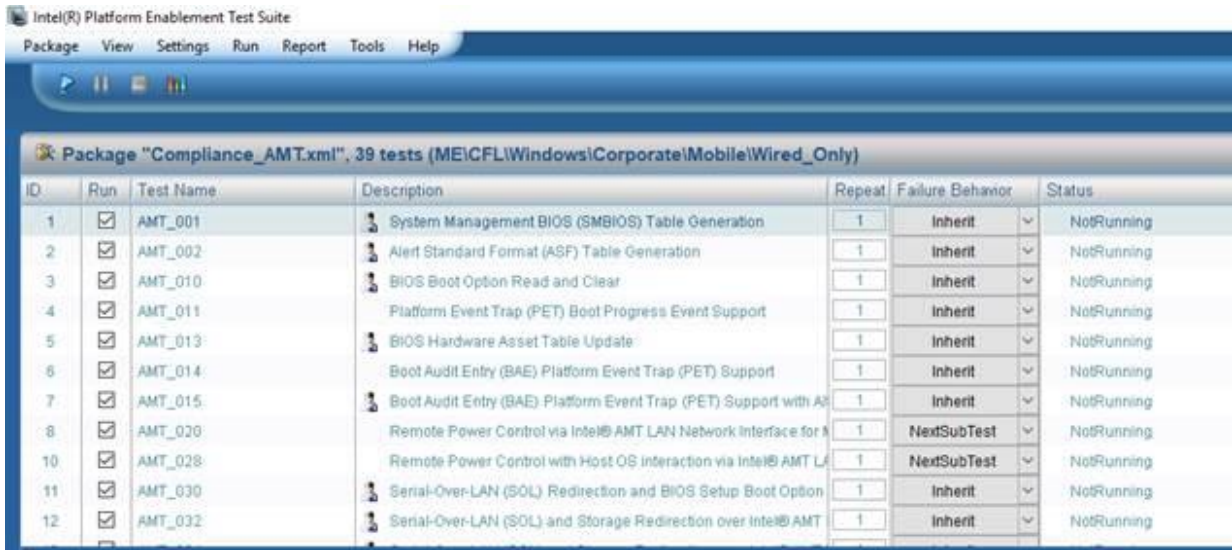 Intel(R) Platform Enablement Test Suite
Package View Settings Run Report Tools Help
Package "Compliance_AMT.xml", 39 tests (ME\CFL\Windows\Corporate\Mobile\Wired_Only)
ID Run Test Name Description Repeat Failure Behavior Status
1 AMT_001 System Management BIOS (SMBIOS) Table Generation 1 Inherit NotRunning
2 AMT_002 Alert Standard Format (ASF) Table Generation 1 Inherit NotRunning
3 AMT_010 BIOS Boot Option Read and Clear 1 Inherit NotRunning
4 AMT_011 Platform Event Trap (PET) Boot Progress Event Support 1 Inherit NotRunning
5 AMT_013 BIOS Hardware Asset Table Update 1 Inherit NotRunning
6 AMT_014 Boot Audit Entry (BAE) Platform Event Trap (PET) Support 1 Inherit NotRunning
7 AMT_015 Boot Audit Entry (BAE) Platform Event Trap (PET) Support with 1 Inherit NotRunning
8 AMT_020 Remote Power Control via Intel® AMT LAN Network Interface for 1 NextSubTest NotRunning
10 AMT_028 Remote Power Control with Host OS Interaction via Intel® AMT 1 NextSubTest NotRunning
11 AMT_030 Serial-Over-LAN (SOL) Redirection and BIOS Setup Boot Option 1 Inherit NotRunning
12 AMT_032 Serial-Over-LAN (SOL) and Storage Redirection over Intel® AMT 1 Inherit NotRunning